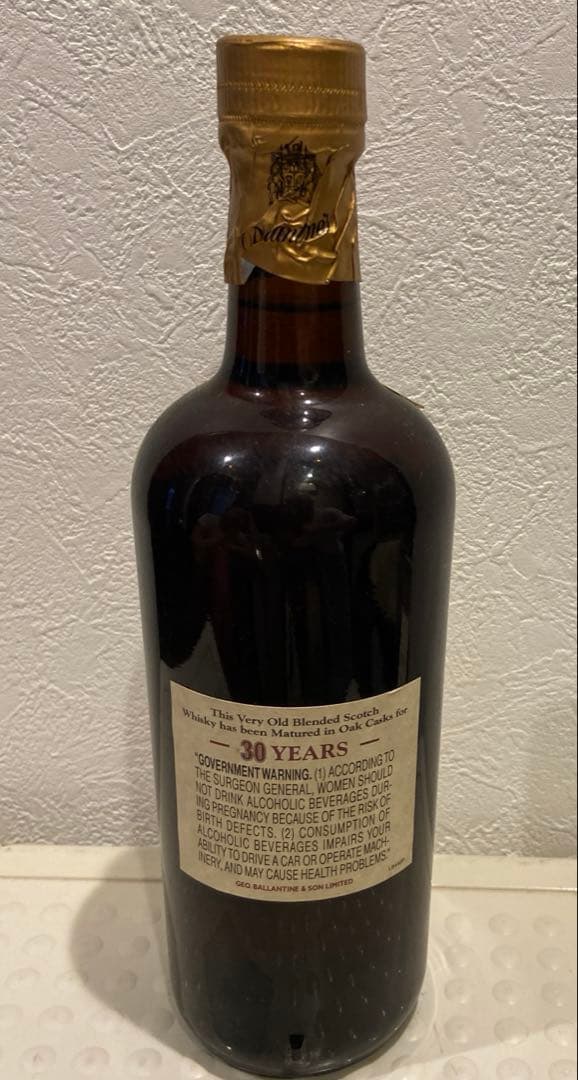 Ballantine's
This Very Old Blended Scotch
Whisky has been Matured in Oak Casks for
— 30 YEARS —
"GOVERNMENT WARNING. (1) ACCORDING TO
THE SURGEON GENERAL, WOMEN SHOULD
NOT DRINK ALCOHOLIC BEVERAGES DUR-
ING PREGNANCY BECAUSE OF THE RISK OF
BIRTH DEFECTS. (2) CONSUMPTION OF
ALCOHOLIC BEVERAGES IMPAIRS YOUR
ABILITY TO DRIVE A CAR OR OPERATE MACH-
INERY, AND MAY CAUSE HEALTH PROBLEMS."
GEO. BALLANTINE & SON LIMITED